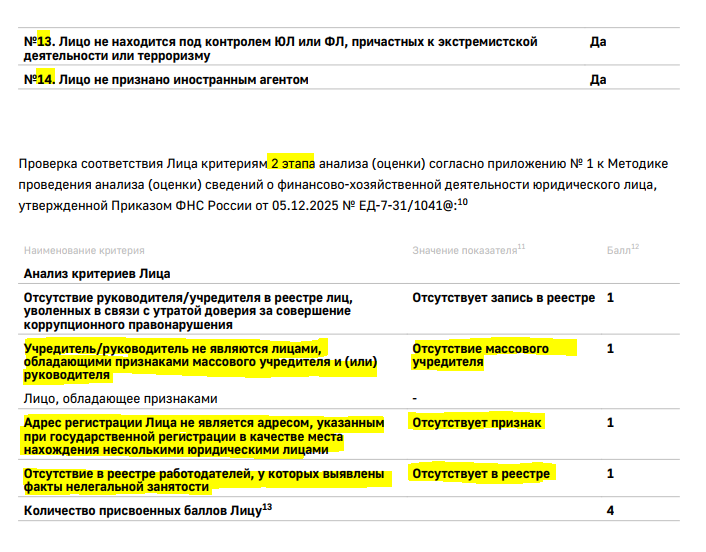 №13. Лицо не находится под контролем ЮЛ или ФЛ, причастных к экстремистской Да
деятельности или терроризму
№14. Лицо не признано иностранным агентом Да
Проверка соответствия Лица критериям 2 этапа анализа (оценки) согласно приложению № 1 к Методике
проведения анализа (оценки) сведений о финансово-хозяйственной деятельности юридического лица,
утвержденной Приказом ФНС России от 05.12.2025 № ЕД-7-31/1041@:10
Наименование критерия Значение показателя11 Балл12
Анализ критериев Лица
Отсутствие руководителя/учредителя в реестре лиц, Отсутствует запись в реестре 1
уволенных в связи с утратой доверия за совершение
коррупционного правонарушения
Учредитель/руководитель не являются лицами, Отсутствие массового 1
обладающими признаками массового учредителя и (или) учредителя
руководителя
Лицо, обладающее признаками -
Адрес регистрации Лица не является адресом, указанным Отсутствует признак 1
при государственной регистрации в качестве места
нахождения несколькими юридическими лицами
Отсутствие в реестре работодателей, у которых выявлены Отсутствует в реестре 1
факты нелегальной занятости
Количество присвоенных баллов Лицу13 4